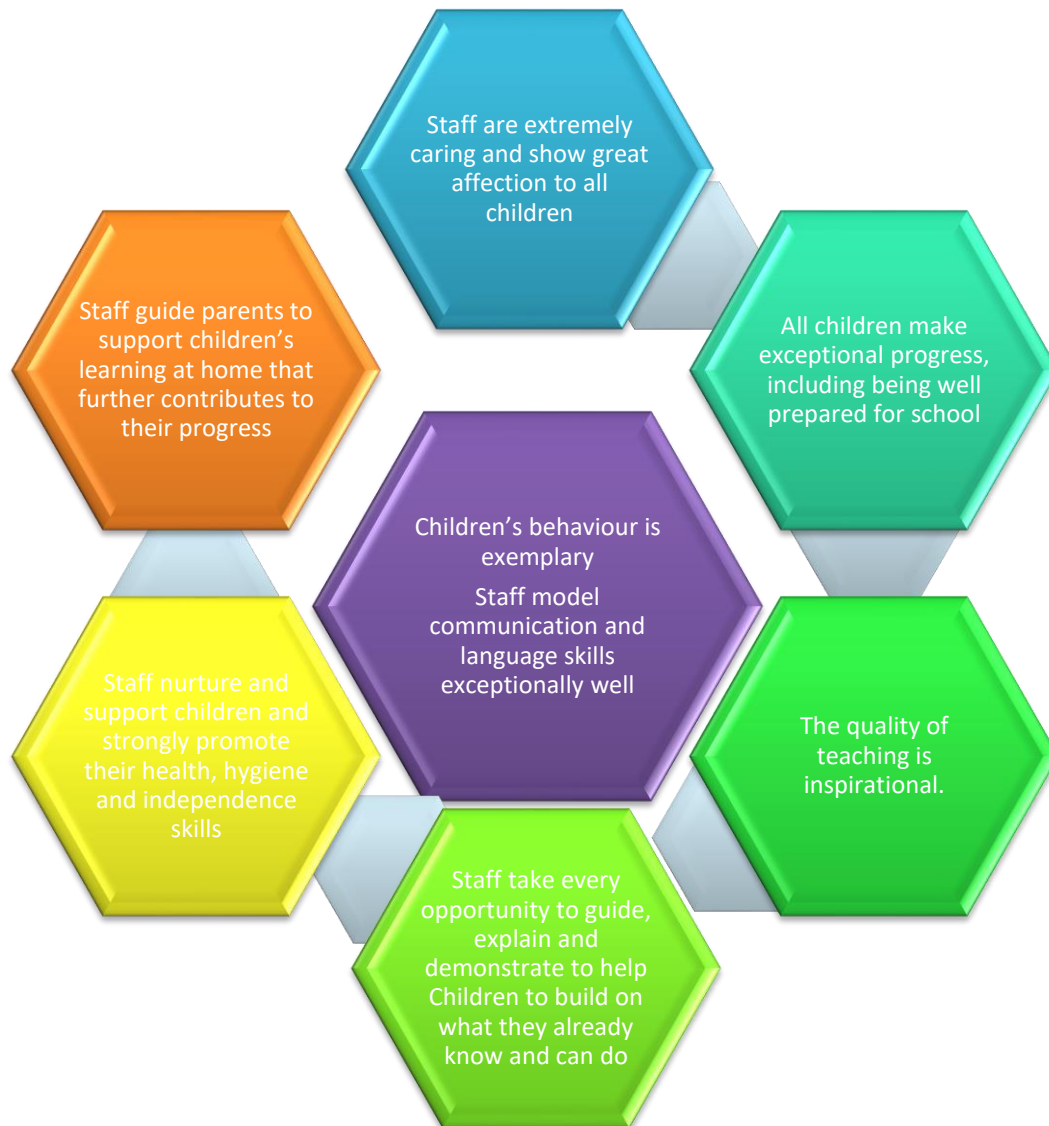 Staff are extremely
caring and show great
affection to all
children
Staff guide parents to
support children’s
learning at home that
further contributes to
their progress
All children make
exceptional progress,
including being well
prepared for school
Children’s behaviour is
exemplary
Staff model
communication and
language skills
exceptionally well
Staff nurture and
support children and
strongly promote
their health, hygiene
and independence
skills
The quality of
teaching is
inspirational.
Staff take every
opportunity to guide,
explain and
demonstrate to help
Children to build on
what they already
know and can do